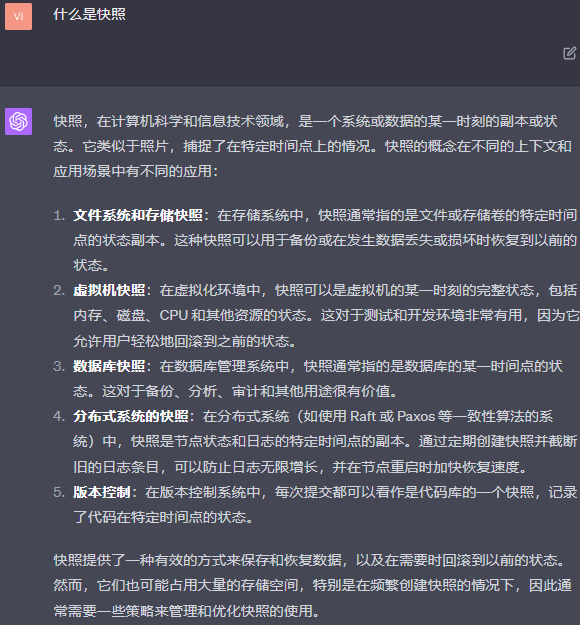 VI
什么是快照
快照，在计算机科学和信息技术领域，是一个系统或数据的某一时刻的副本或状
态。它类似于照片，捕捉了在特定时间点上的情况。快照的概念在不同的上下文和
应用场景中有不同的应用：
1. 文件系统和存储快照：在存储系统中，快照通常指的是文件或存储卷的特定时间
点的状态副本。这种快照可以用于备份或在发生数据丢失或损坏时恢复到以前的
状态。
2. 虚拟机快照：在虚拟化环境中，快照可以是虚拟机的某一时刻的完整状态，包括
内存、磁盘、CPU 和其他资源的状态。这对于测试和开发环境非常有用，因为它
允许用户轻松地回滚到之前的状态。
3. 数据库快照：在数据库管理系统中，快照通常指的是数据库的某一时间点的状
态。这对于备份、分析、审计和其他用途很有价值。
4. 分布式系统的快照：在分布式系统（如使用 Raft 或 Paxos 等一致性算法的系
统）中，快照是节点状态和日志的特定时间点的副本。通过定期创建快照并截断
旧的日志条目，可以防止日志无限增长，并在节点重启时加快恢复速度。
5. 版本控制：在版本控制系统中，每次提交都可以看作是代码库的一个快照，记录
了代码在特定时间点的状态。
快照提供了一种有效的方式来保存和恢复数据，以及在需要时回滚到以前的状态。
然而，它们也可能占用大量的存储空间，特别是在频繁创建快照的情况下，因此通
常需要一些策略来管理和优化快照的使用。